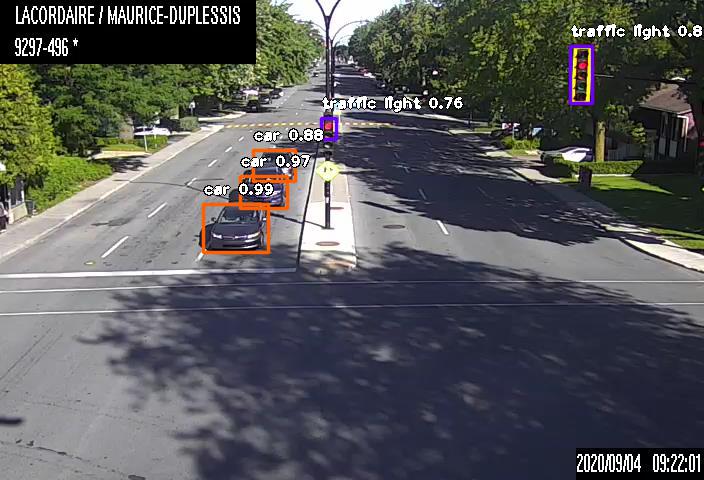 LACORDAIRE / MAURICE-DUPLESSIS
9297-496 *
traffic light 0.8
traffic light 0.76
car 0.88
car 0.97
car 0.99
2020/09/04 09:22:01